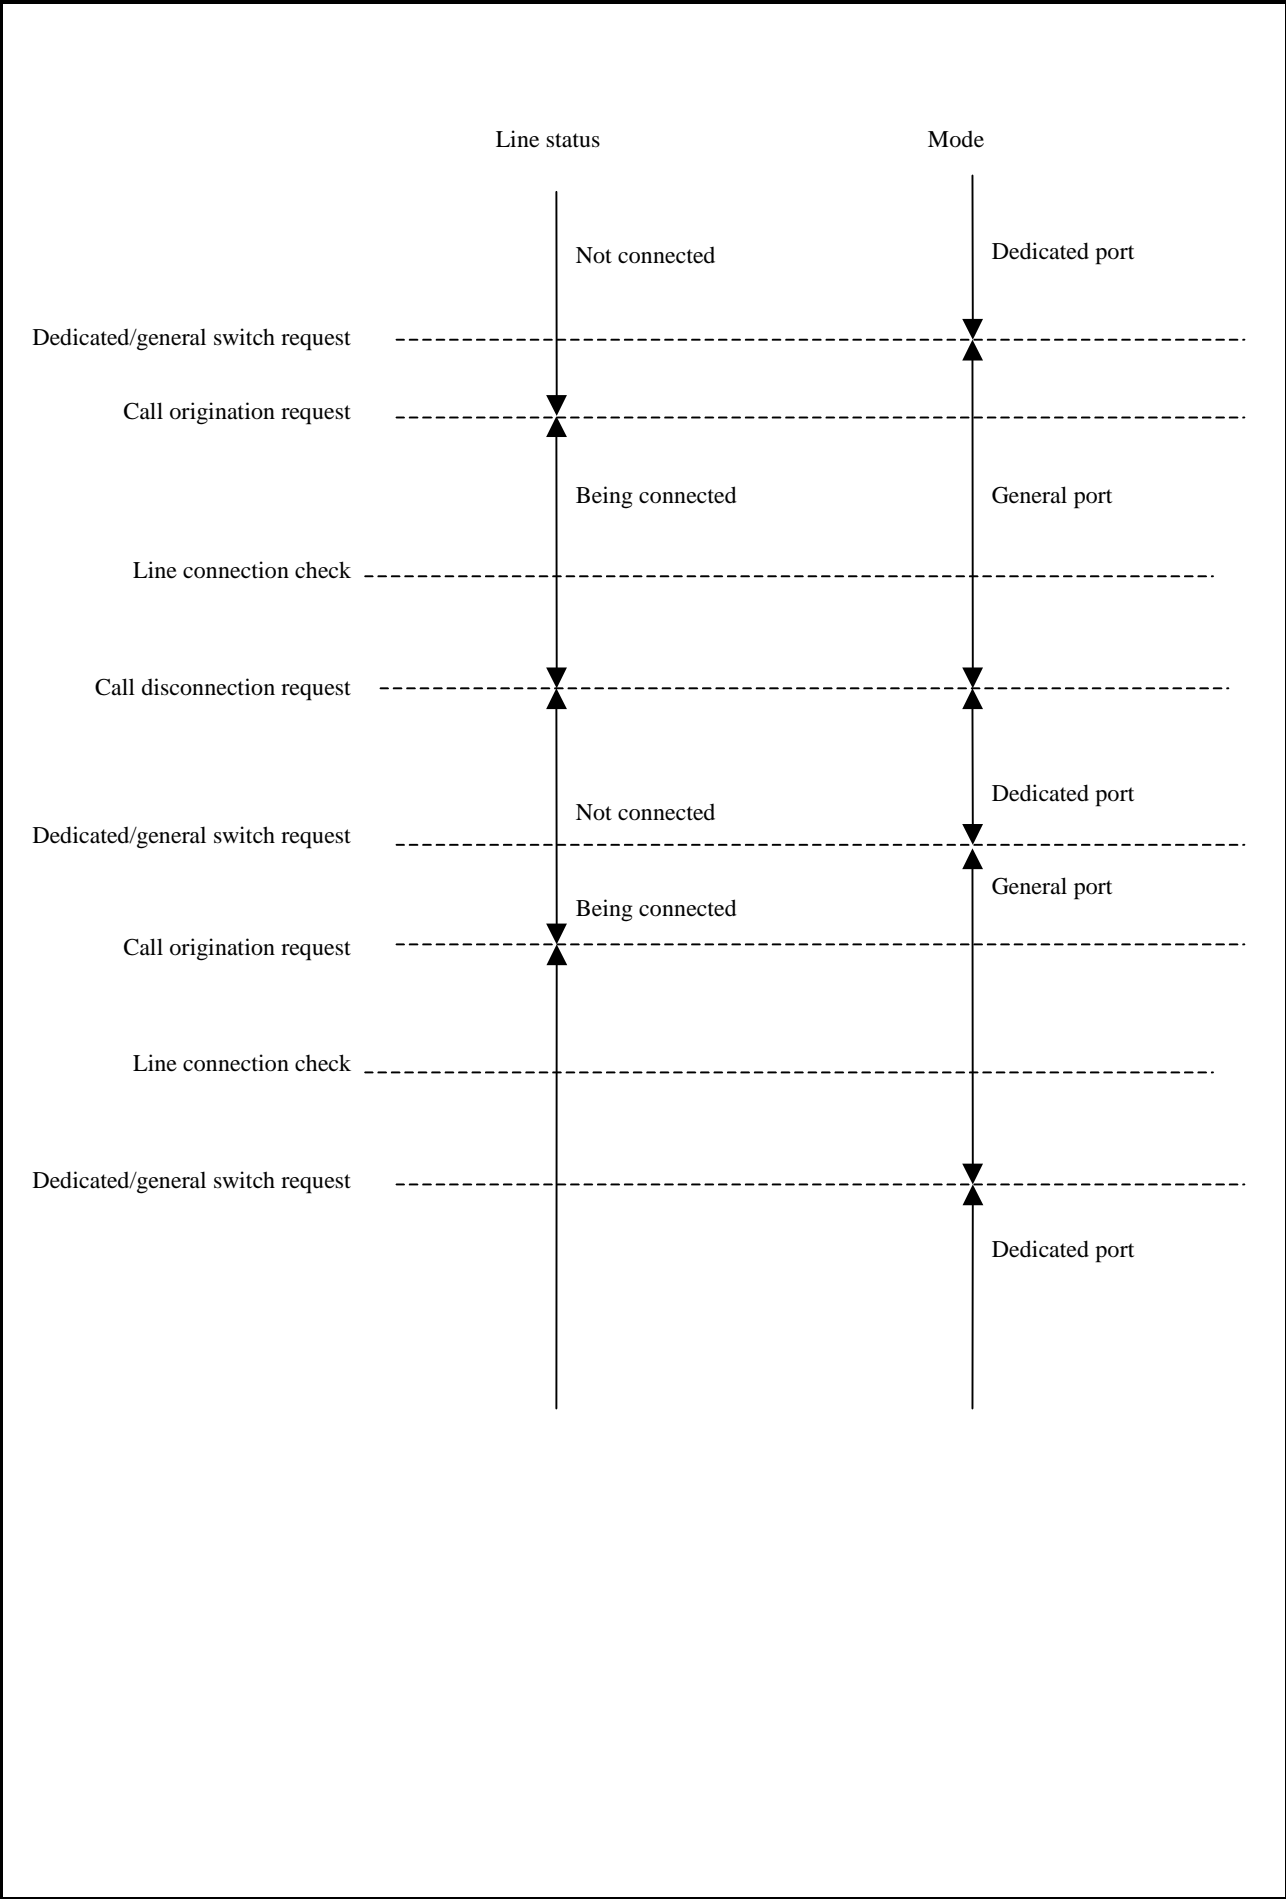 Line status
Mode
Not connected
Dedicated port
Dedicated/general switch request
Call origination request
Being connected
General port
Line connection check
Call disconnection request
Dedicated port
Not connected
Dedicated/general switch request
General port
Being connected
Call origination request
Line connection check
Dedicated/general switch request
Dedicated port